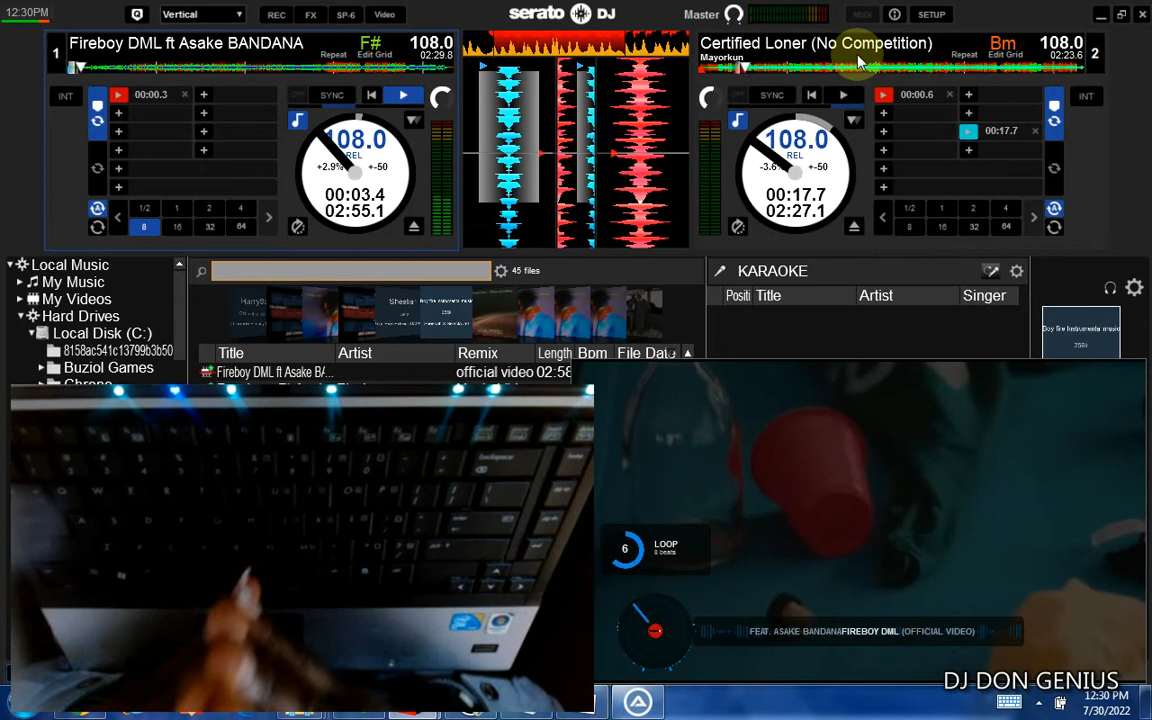 12:30PM
Vertical
REC
FX
SP-6
Video
serato DJ
Master
MIDI
SETUP
1
Fireboy DML ft Asake BANDANA
F#
108.0
Repeat
Edit Grid
02:29.8
Certified Loner (No Competition)
Mayorkun
Bm
108.0
Repeat
Edit Grid
02:23.6
2
INT
00:00.3
OFF
SYNC
108.0
REL
+2.9%
+-50
00:03.4
02:55.1
1/2
1
2
4
8
16
32
64
OFF
SYNC
108.0
REL
-3.6
+-50
00:17.7
02:27.1
00:00.6
00:17.7
INT
1/2
1
2
4
8
16
32
64
Local Music
My Music
My Videos
Hard Drives
Local Disk (C:)
8158ac541c13799b3b50
Buziol Games
45 files
KARAOKE
Positi
Title
Artist
Singer
Title
Artist
Remix
Length
Bpm
File Date
Fireboy DML ft Asake B/...
official video
02:58
6
LOOP
8 beats
FEAT. ASAKE BANDANAFIREBOY DML (OFFICIAL VIDEO)
DJ DON GENIUS
12:30 PM
7/30/2022